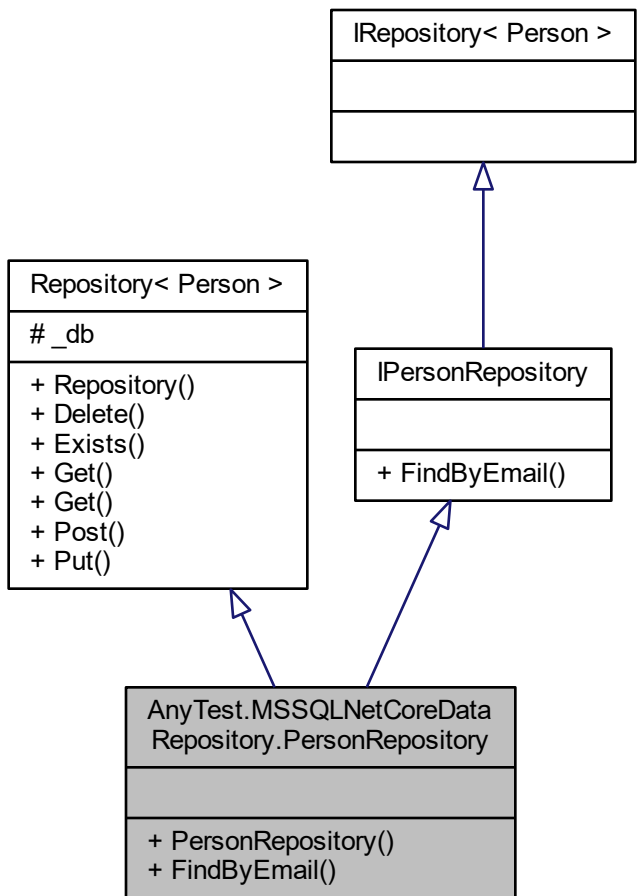 IRepository< Person >
Repository< Person >
# _db
+ Repository()
+ Delete()
+ Exists()
+ Get()
+ Get()
+ Post()
+ Put()
IPersonRepository
+ FindByEmail()
AnyTest.MSSQLNetCoreData
Repository.PersonRepository
+ PersonRepository()
+ FindByEmail()